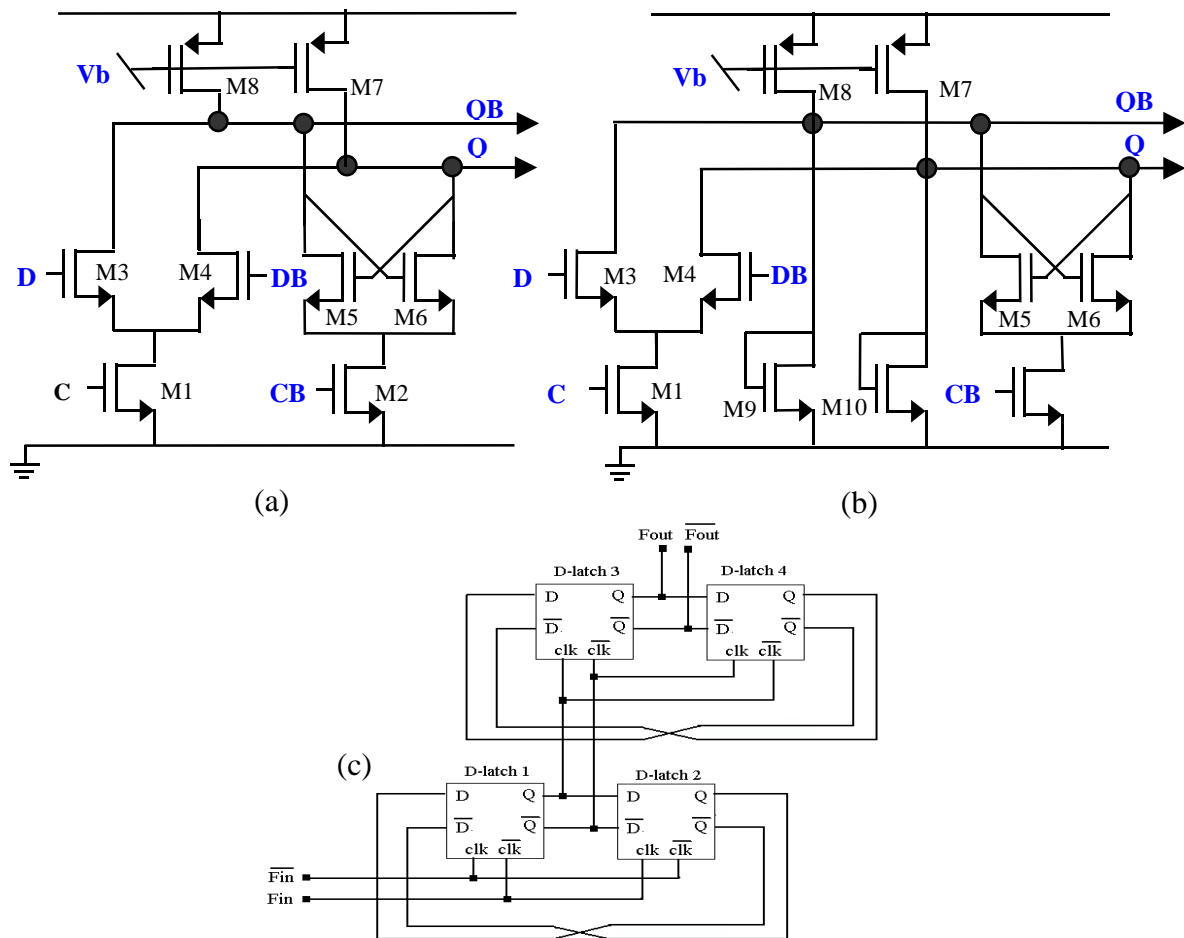 Vb
M8
M7
QB
Q
D
M3
M4
DB
M5
M6
C
M1
CB
M2
(a)
Vb
M8
M7
QB
Q
D
M3
M4
DB
M5
M6
C
M1
M9
M10
CB
(b)
Fout
Fout
D-latch 3
D-latch 4
D
Q
D
Q
D.
Q
D.
Q
clk
clk
clk
clk
(c)
D-latch 1
D-latch 2
D
Q
D
Q
D.
Q
D.
Q
clk
clk
clk
clk
Fin
Fin